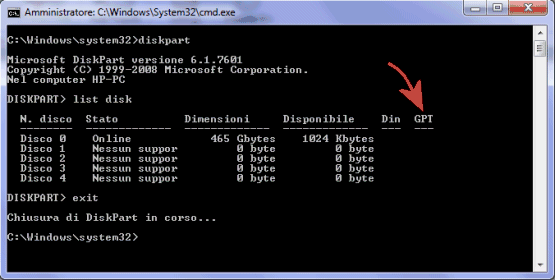 Amministratore: C:\Windows\System32\cmd.exe
C:\Windows\system32>diskpart
Microsoft DiskPart versione 6.1.7601
Copyright (C) 1999-2008 Microsoft Corporation.
Nel computer HP-PC
DISKPART> list disk
N. disco Stato Dimensioni Disponibile Din GPT
-------- ------------- ------------- ------------- --- ---
Disco 0 Online 465 Gbytes 1024 Kbytes
Disco 1 Nessun suppor 0 byte 0 byte
Disco 2 Nessun suppor 0 byte 0 byte
Disco 3 Nessun suppor 0 byte 0 byte
Disco 4 Nessun suppor 0 byte 0 byte
DISKPART> exit
Chiusura di DiskPart in corso...
C:\Windows\system32>